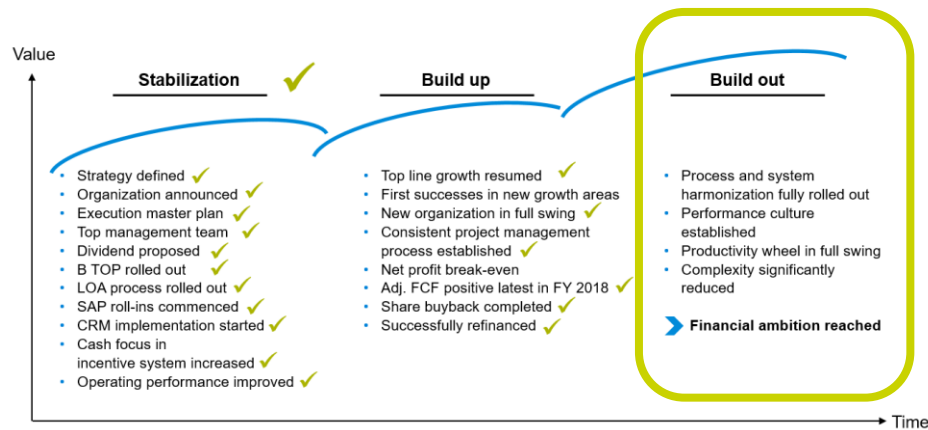 Value
Stabilization
Strategy defined
Organization announced
Execution master plan
Top management team
Dividend proposed
B TOP rolled out
LOA process rolled out
SAP roll-ins commenced
CRM implementation started
Cash focus in
incentive system increased
Operating performance improved
Build up
Top line growth resumed
First successes in new growth areas
New organization in full swing
Consistent project management
process established
Net profit break-even
Adj. FCF positive latest in FY 2018
Share buyback completed
Successfully refinanced
Build out
Process and system
harmonization fully rolled out
Performance culture
established
Productivity wheel in full swing
Complexity significantly
reduced
Financial ambition reached
Time